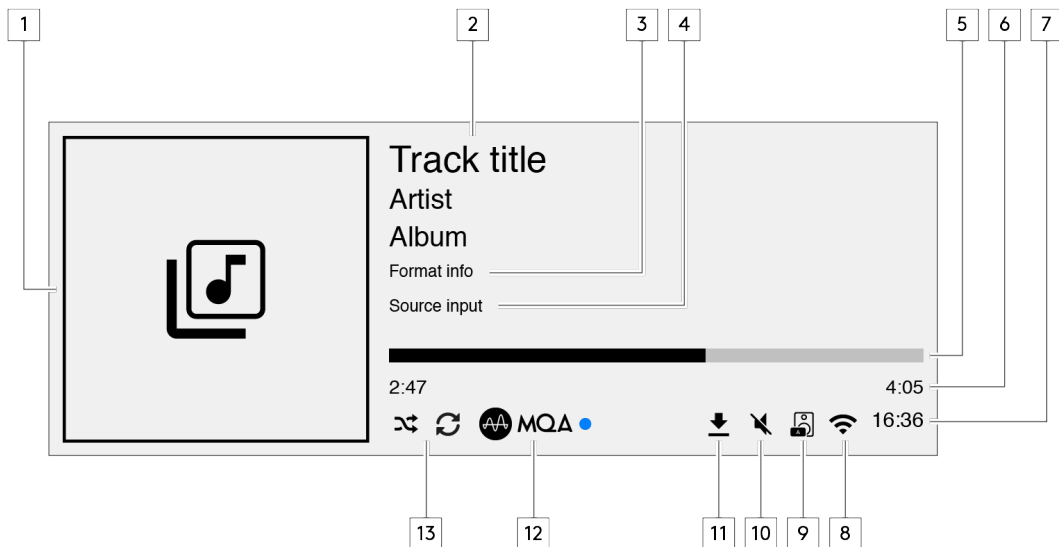 1
2
3
4
5
6
7
Track title
Artist
Album
Format info
Source input
2:47
4:05
MQA
A
16:36
13
12
11
10
9
8